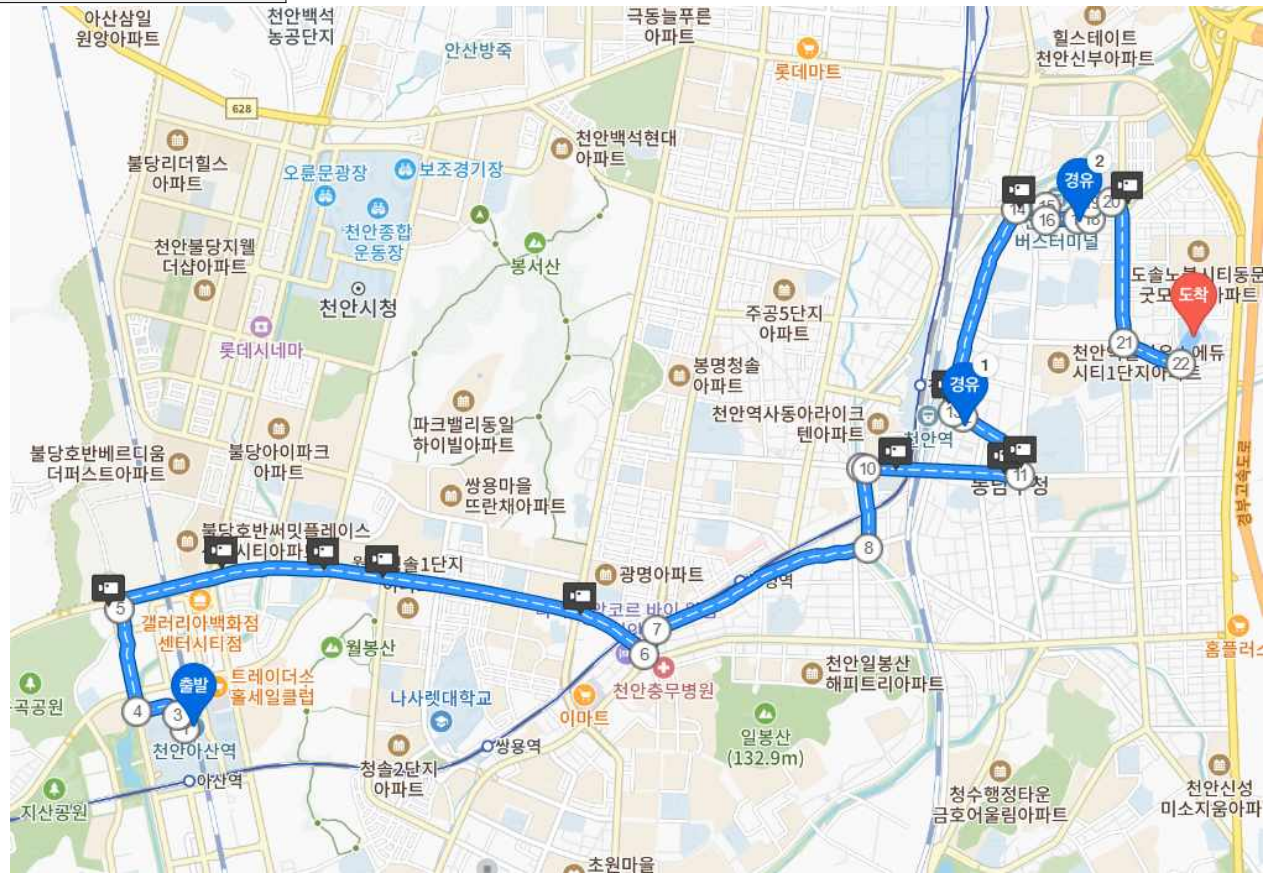 아산삼일
원앙아파트
천안백석
농공단지
안산방죽
극동늘푸른
아파트
롯데마트
힐스테이트
천안신부아파트
628
불당리더힐스
아파트
오륜문광장
보조경기장
천안백석현대
아파트
천안종합
운동장
봉서산
천안불당지웰
더샵아파트
천안시청
롯데시네마
주공5단지
아파트
봉명청솔
아파트
14
15
16
경유
2
18
20
버스터미널
도솔노블시티동문
도착
21
22
시티1단지아파트
경유
1
천안역사동아라이크
텐아파트
천안역
파크밸리동일
하이빌아파트
불당호반베르디움
더퍼스트아파트
불당아이파크
아파트
쌍용마을
뜨란채아파트
10
11
경부고속도로
불당호반써밋플레이스
8
광명아파트
5
갤러리아백화점
센터시티점
월봉산
7
6
천안충무병원
홈플러스
출발
트레이더스
홀세일클럽
나사렛대학교
이마트
천안일봉산
해피트리아파트
4
3
천안아산역
쌍용역
일봉산
(132.9m)
아산역
청솔2단지
아파트
지산공원
청수행정타운
금호어울림아파트
천안신성
초원마을